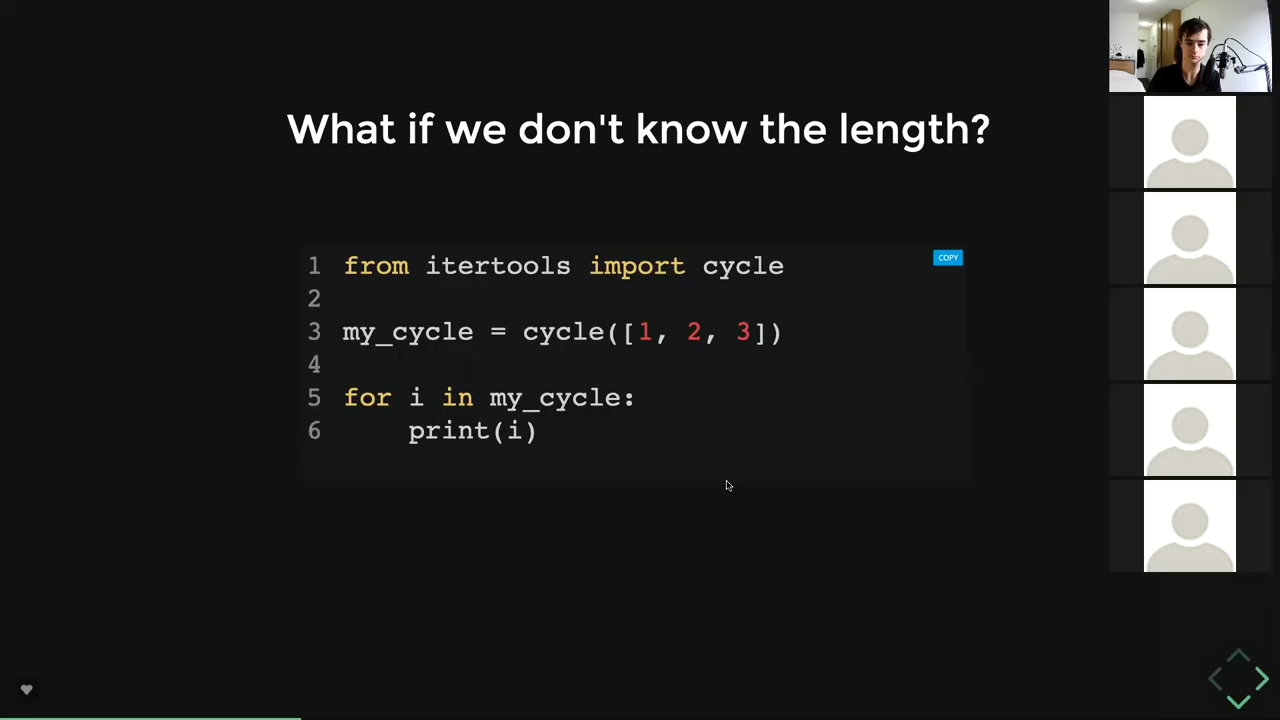 What if we don't know the length?
COPY
1 from itertools import cycle
2
3 my_cycle = cycle([1, 2, 3])
4
5 for i in my_cycle:
6     print(i)